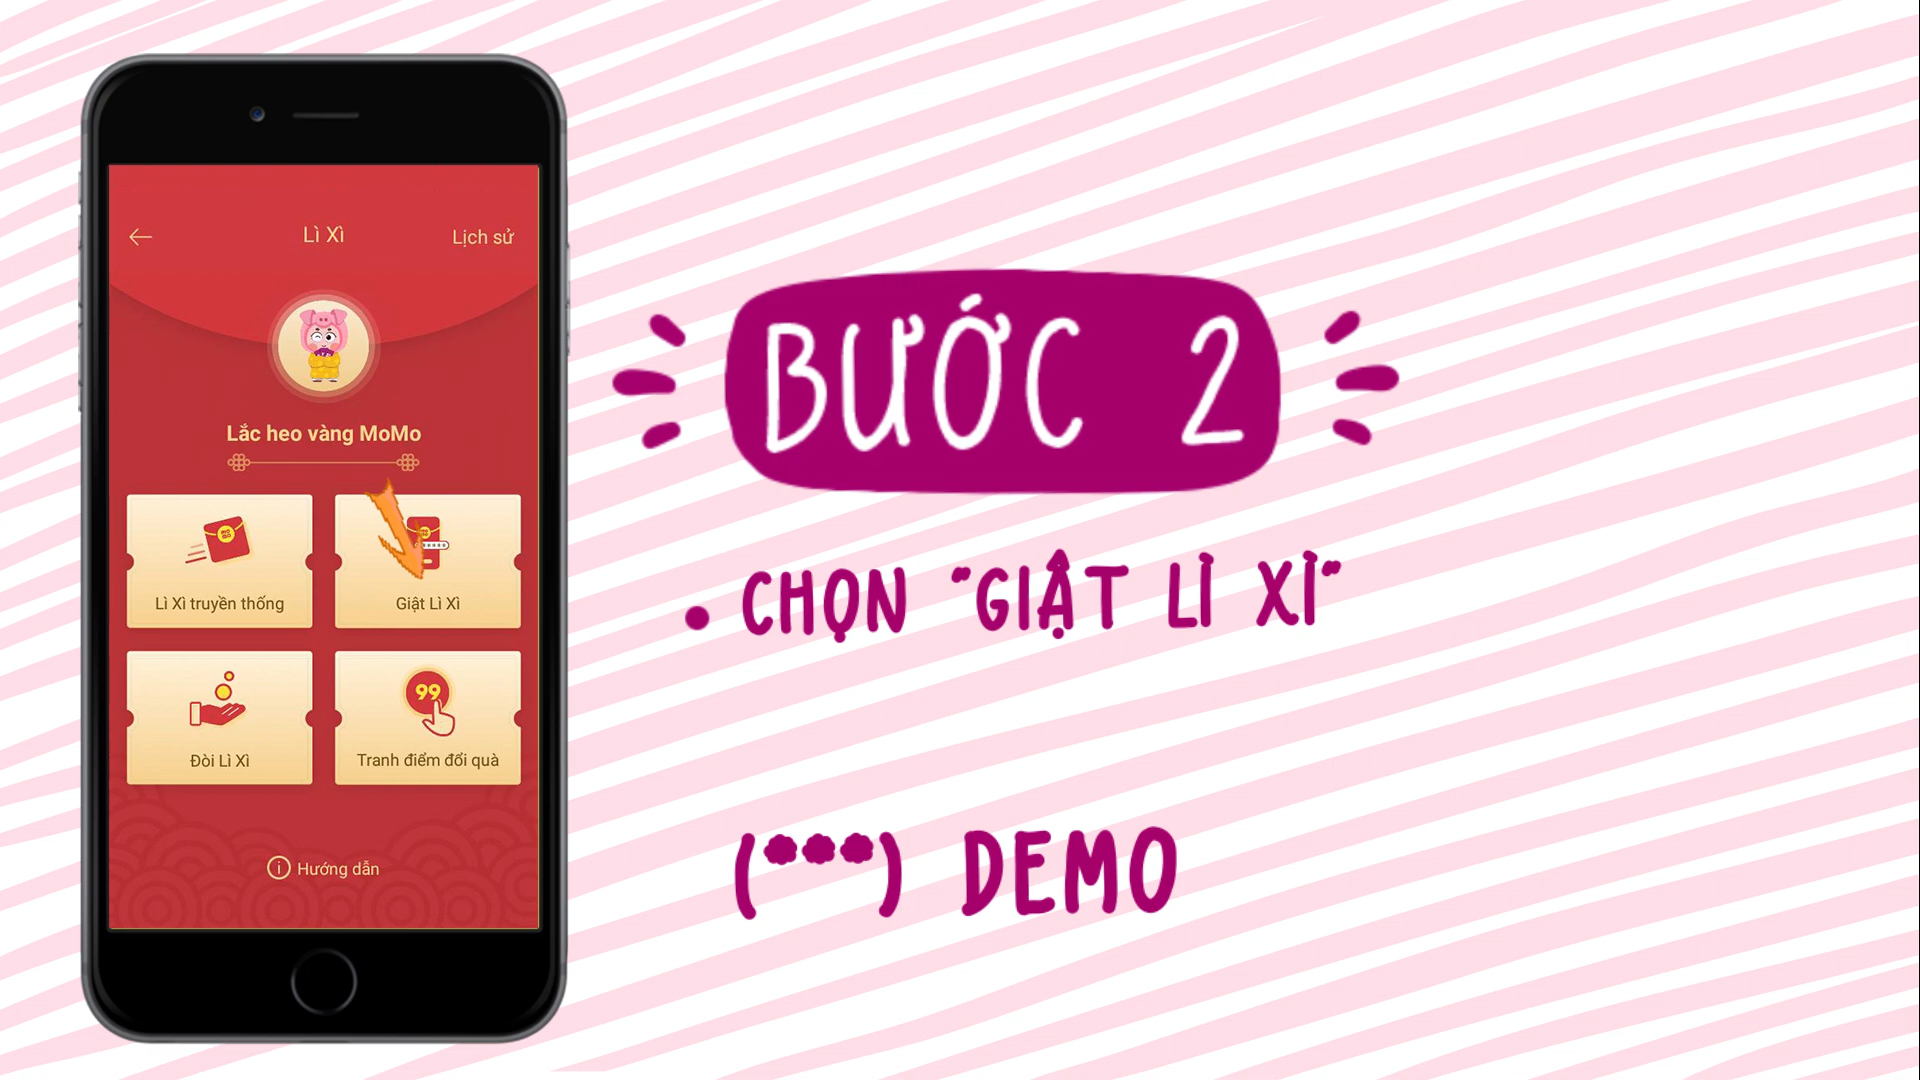 Lì Xì
Lịch sử
Lắc heo vàng MoMo
Lì Xì truyền thống
Giật Lì Xì
Đòi Lì Xì
99
Tranh điểm đổi quà
Hướng dẫn
BƯỚC 2
• CHỌN "GIẬT LÌ XÌ"
(***) DEMO